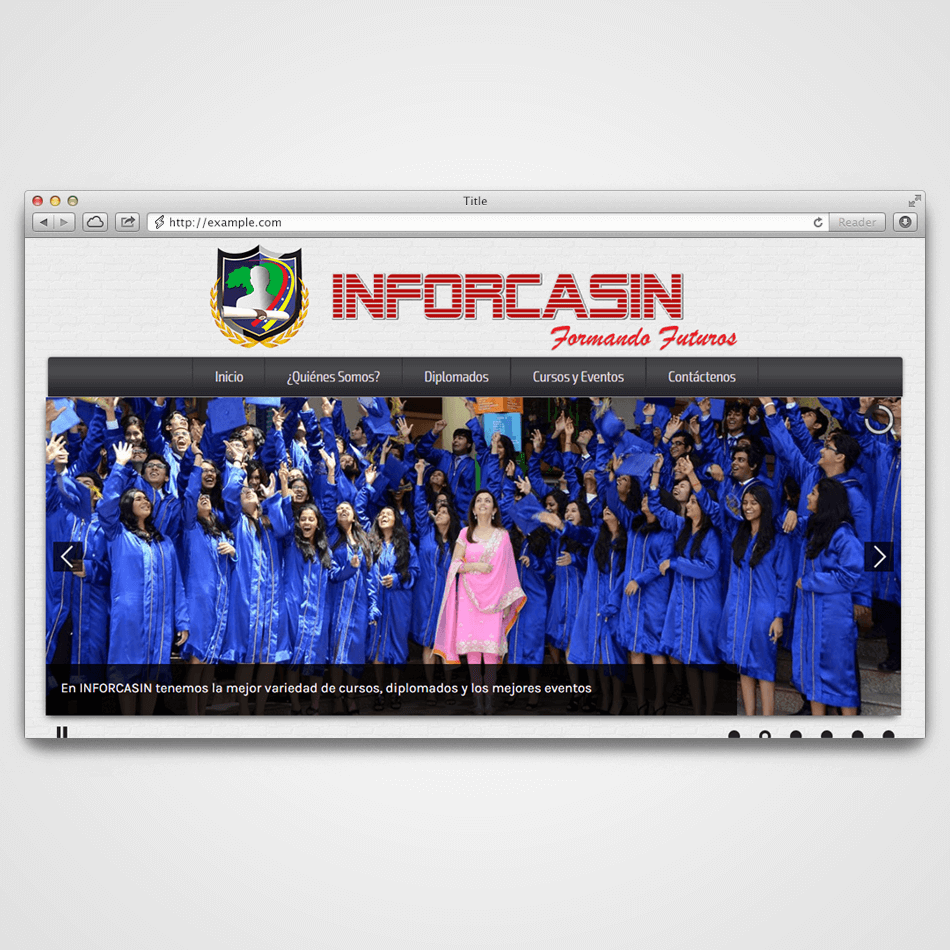 Title
http://example.com
Reader
INFORCASIN
Formando Futuros
Inicio
¿Quiénes Somos?
Diplomados
Cursos y Eventos
Contáctenos
En INFORCASIN tenemos la mejor variedad de cursos, diplomados y los mejores eventos